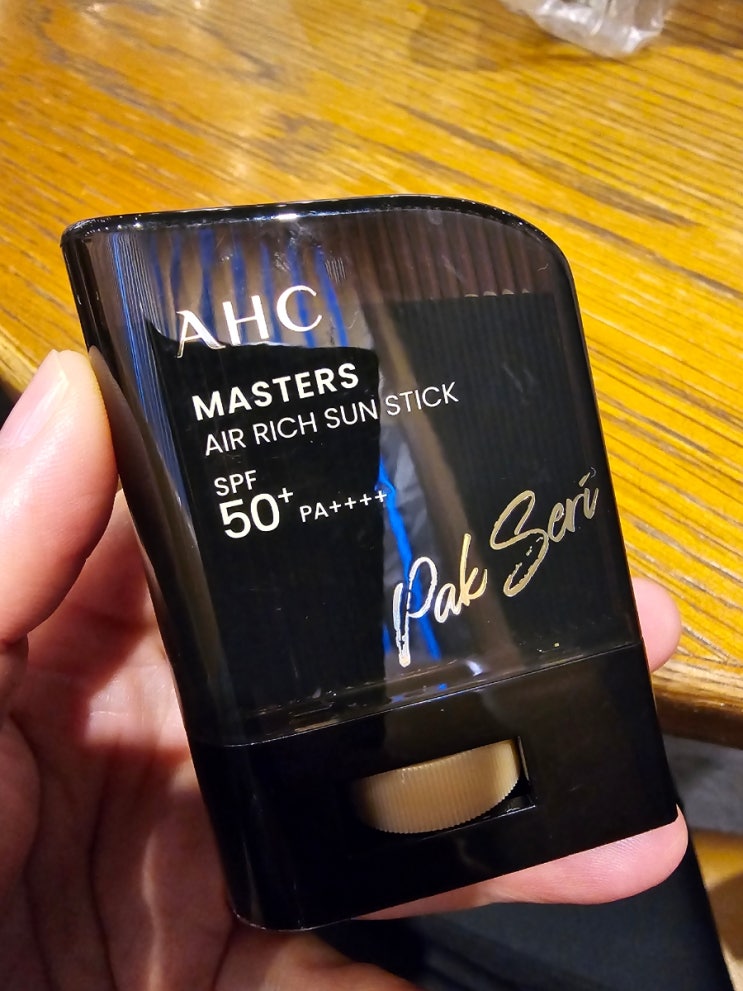 AHC
MASTERS
AIR RICH SUN STICK
SPF
50+ PA++++
Pak Seri